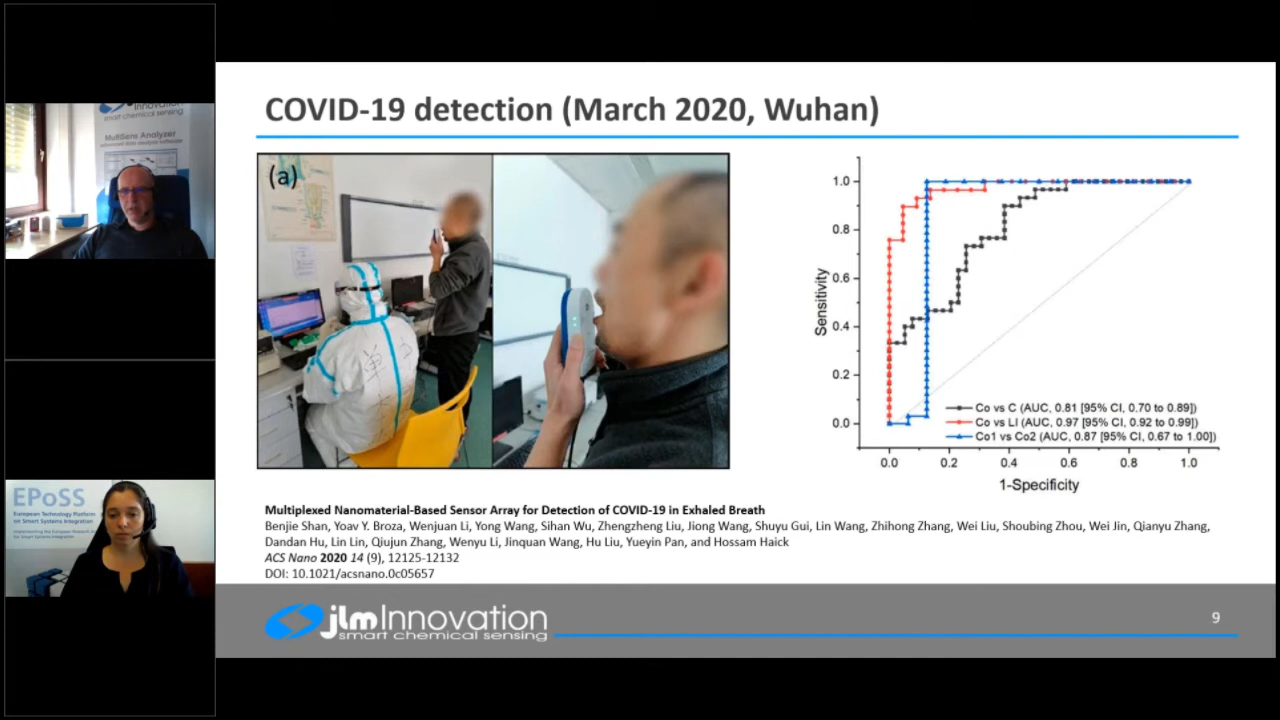 COVID-19 detection (March 2020, Wuhan)
Innovation
smart chemical sensing
MultiSens Analyzer
(a)
1.0
0.8
0.6
0.4
0.2
0.0
Sensitivity
Co vs C (AUC, 0.81 [95% CI, 0.70 to 0.89])
Co vs LI (AUC, 0.97 [95% CI, 0.92 to 0.99])
Co1 vs Co2 (AUC, 0.87 [95% CI, 0.67 to 1.00])
0.0 0.2 0.4 0.6 0.8 1.0
1-Specificity
EPoSS
European Technology Platform
on Smart Systems Integration
Multiplexed Nanomaterial-Based Sensor Array for Detection of COVID-19 in Exhaled Breath
Benjie Shan, Yoav Y. Broza, Wenjuan Li, Yong Wang, Sihan Wu, Zhengzheng Liu, Jiong Wang, Shuyu Gui, Lin Wang, Zhihong Zhang, Wei Liu, Shoubing Zhou, Wei Jin, Qianyu Zhang,
Dandan Hu, Lin Lin, Qiujun Zhang, Wenyu Li, Jinquan Wang, Hu Liu, Yueyin Pan, and Hossam Haick
ACS Nano 2020 14 (9), 12125-12132
DOI: 10.1021/acsnano.0c05657
jlmInnovation
smart chemical sensing
9